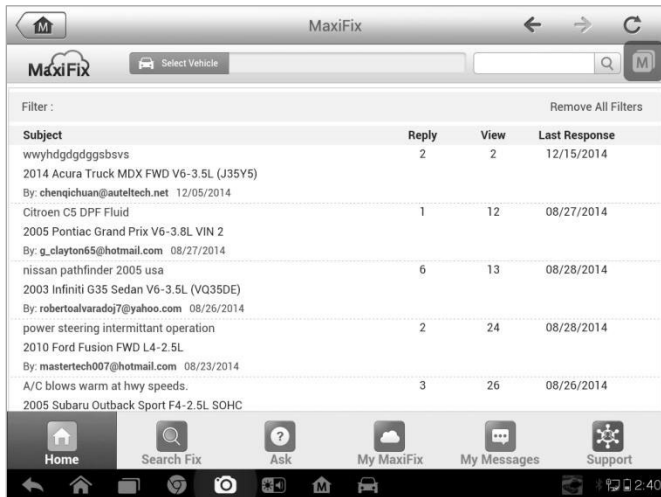 MaxiFix
MaxiFix Select Vehicle
Filter : Remove All Filters
Subject Reply View Last Response
wwyhdgdgdggsbsvs 2 2 12/15/2014
2014 Acura Truck MDX FWD V6-3.5L (J35Y5)
By: chenqichuan@auteltech.net 12/05/2014
Citroen C5 DPF Fluid 1 12 08/27/2014
2005 Pontiac Grand Prix V6-3.8L VIN 2
By: g_clayton65@hotmail.com 08/27/2014
nissan pathfinder 2005 usa 6 13 08/28/2014
2003 Infiniti G35 Sedan V6-3.5L (VQ35DE)
By: robertoalvaradoj7@yahoo.com 08/26/2014
power steering intermittant operation 2 24 08/28/2014
2010 Ford Fusion FWD L4-2.5L
By: mastertech007@hotmail.com 08/23/2014
A/C blows warm at hwy speeds. 3 26 08/26/2014
2005 Subaru Outback Sport F4-2.5L SOHC
Home Search Fix Ask My MaxiFix My Messages Support
2:40